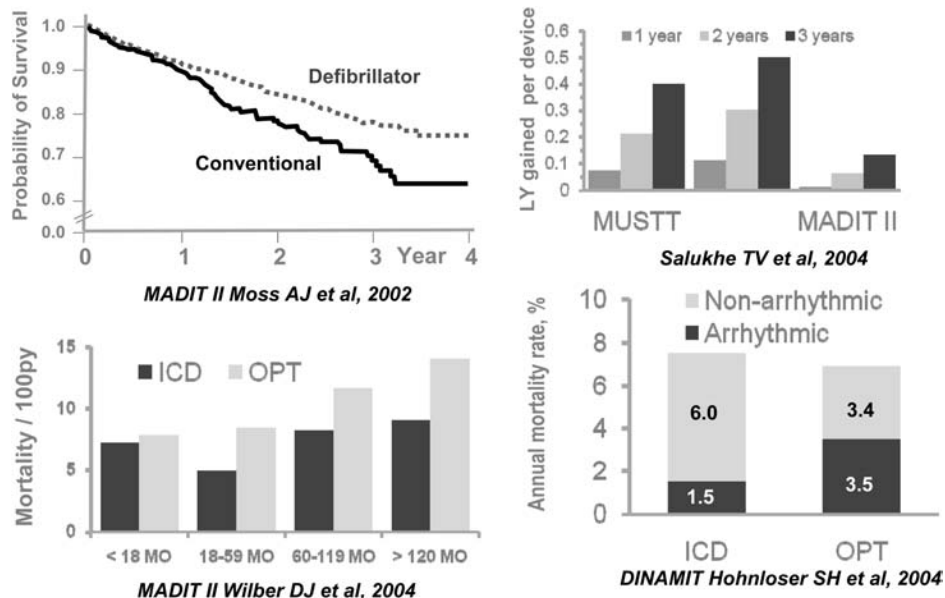 Probability of Survival
1.0
0.9
0.8
0.7
0.6
0.0
Defibrillator
Conventional
0 1 2 3 Year 4
MADIT II Moss AJ et al, 2002
LY gained per device
0.6
0.5
0.4
0.3
0.2
0.1
0
1 year 2 years 3 years
MUSTT MADIT II
Salukhe TV et al, 2004
Mortality / 100py
15
10
5
0
ICD OPT
< 18 MO 18-59 MO 60-119 MO > 120 MO
MADIT II Wilber DJ et al. 2004
Annual mortality rate, %
10
8
6
4
2
0
Non-arrhythmic
Arrhythmic
6.0 3.4
1.5 3.5
ICD OPT
DINAMIT Hohnloser SH et al, 2004